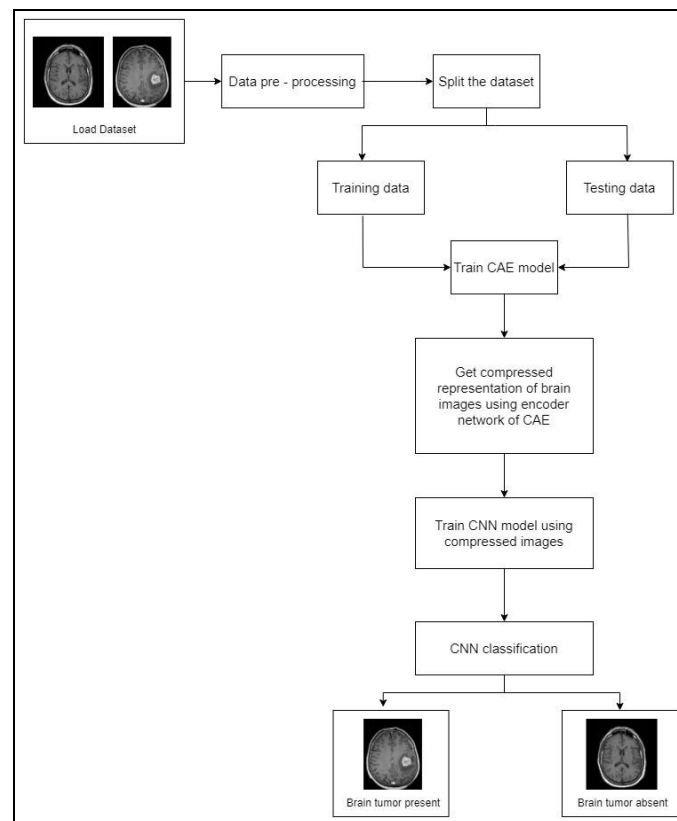 Load Dataset
Data pre - processing
Split the dataset
Training data
Testing data
Train CAE model
Get compressed
representation of brain
images using encoder
network of CAE
Train CNN model using
compressed images
CNN classification
Brain tumor present
Brain tumor absent